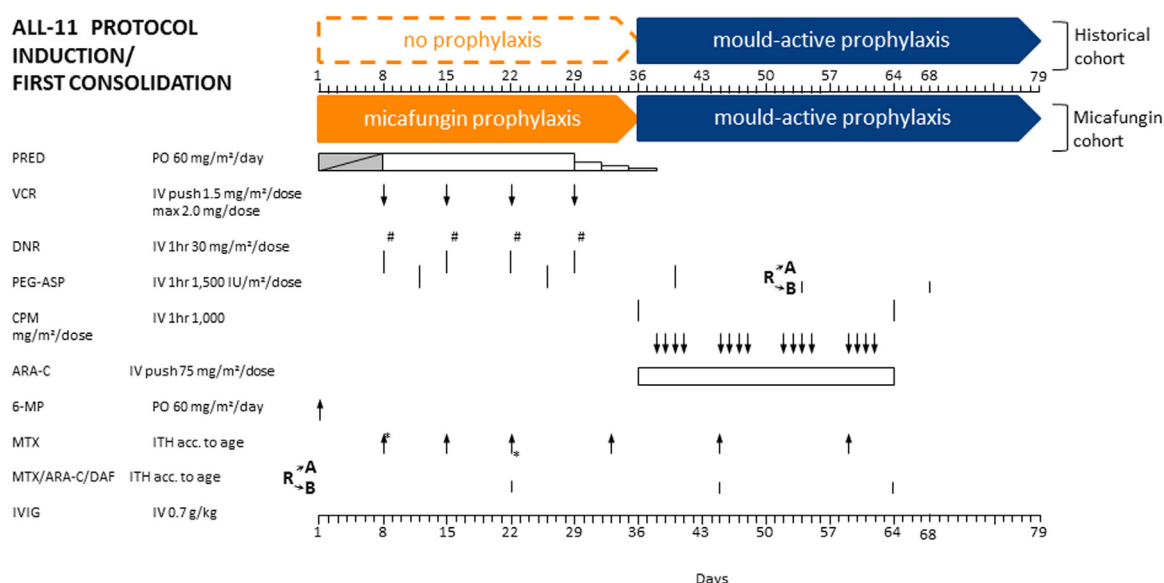 ALL-11 PROTOCOL
INDUCTION/
FIRST CONSOLIDATION
no prophylaxis
mould-active prophylaxis
Historical
cohort
1 8 15 22 29 36 43 50 57 64 68 79
micafungin prophylaxis
mould-active prophylaxis
Micafungin
cohort
PRED PO 60 mg/m²/day
VCR IV push 1.5 mg/m²/dose
max 2.0 mg/dose
# # # #
DNR IV 1hr 30 mg/m²/dose
PEG-ASP IV 1hr 1,500 IU/m²/dose
R A
B
CPM IV 1hr 1,000
mg/m²/dose
ARA-C IV push 75 mg/m²/dose
6-MP PO 60 mg/m²/day
MTX ITH acc. to age * *
MTX/ARA-C/DAF ITH acc. to age
R A
B
IVIG IV 0.7 g/kg
1 8 15 22 29 36 43 50 57 64 68 79
Days